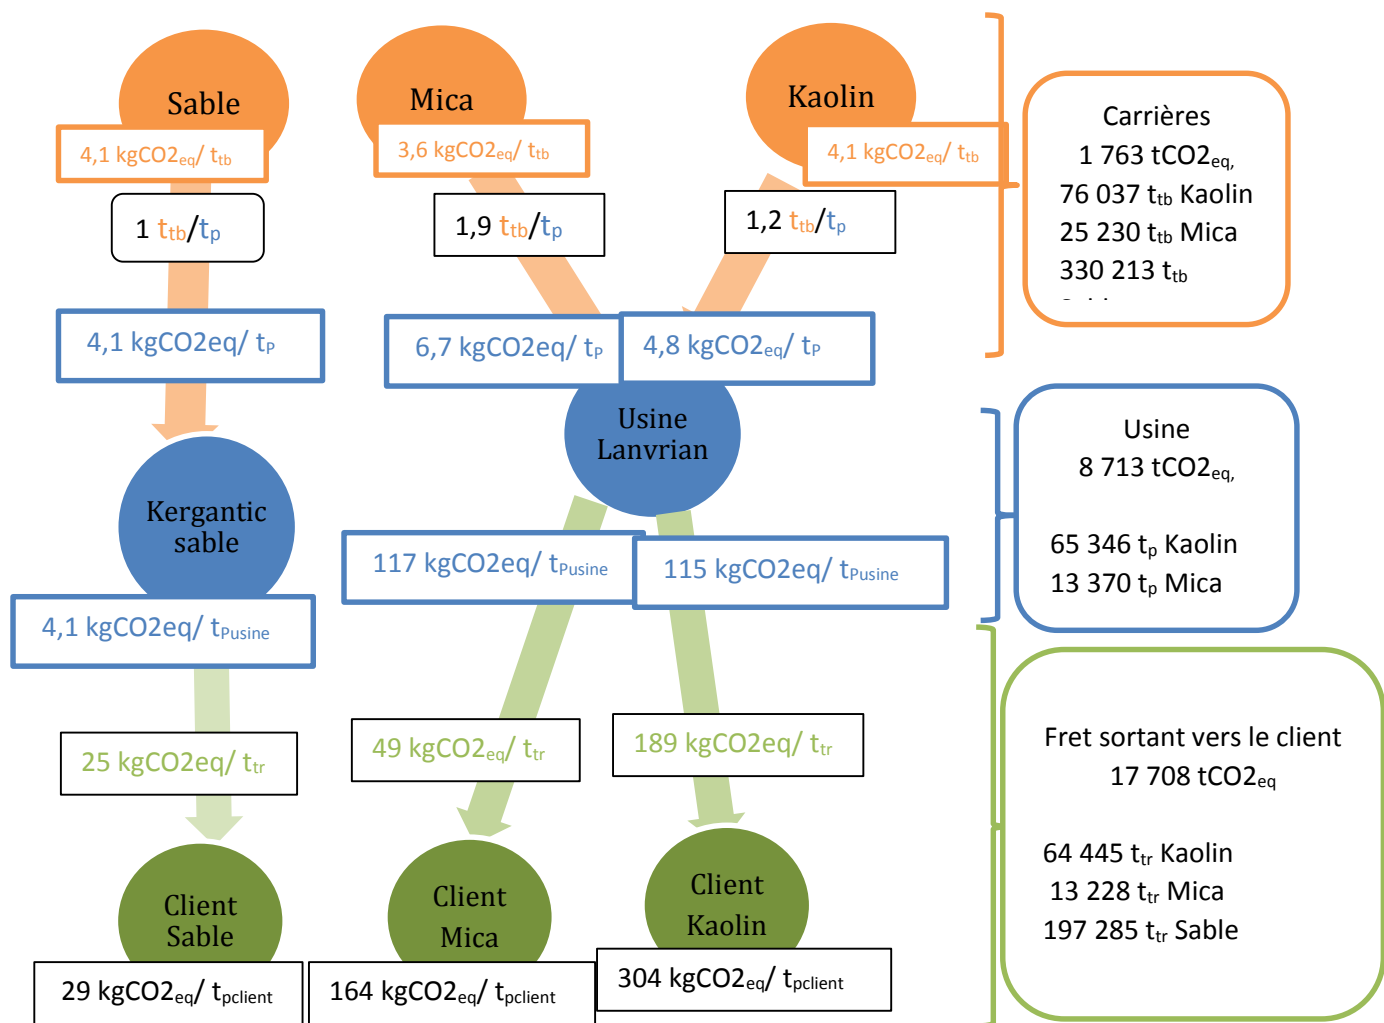 Sable
4,1 kgCO2eq/ ttb
1 ttb/tp
4,1 kgCO2eq/ tP
Kergantic
sable
4,1 kgCO2eq/ tPusine
25 kgCO2eq/ ttr
Client
Sable
29 kgCO2eq/ tpclient
Mica
3,6 kgCO2eq/ ttb
1,9 ttb/tp
6,7 kgCO2eq/ tP
Kaolin
4,1 kgCO2eq/ ttb
1,2 ttb/tp
4,8 kgCO2eq/ tP
Usine
Lanvrian
117 kgCO2eq/ tPusine
115 kgCO2eq/ tPusine
49 kgCO2eq/ ttr
189 kgCO2eq/ ttr
Client
Mica
164 kgCO2eq/ tpclient
Client
Kaolin
304 kgCO2eq/ tpclient
Carrières
1 763 tCO2eq,
76 037 ttb Kaolin
25 230 ttb Mica
330 213 ttb
Usine
8 713 tCO2eq,
65 346 tp Kaolin
13 370 tp Mica
Fret sortant vers le client
17 708 tCO2eq
64 445 ttr Kaolin
13 228 ttr Mica
197 285 ttr Sable